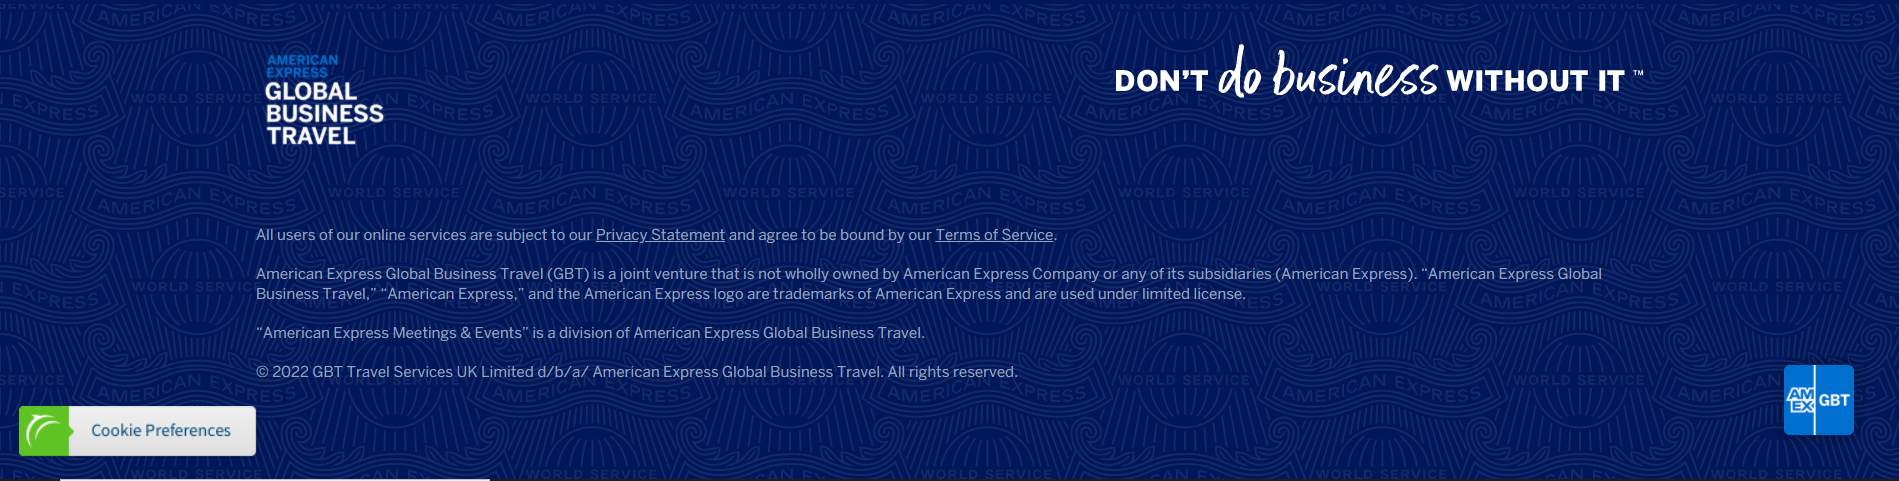 AMERICAN
EXPRESS
GLOBAL
BUSINESS
TRAVEL
DON'T do business WITHOUT IT ™
All users of our online services are subject to our Privacy Statement and agree to be bound by our Terms of Service.
American Express Global Business Travel (GBT) is a joint venture that is not wholly owned by American Express Company or any of its subsidiaries (American Express). “American Express Global
Business Travel,” “American Express,” and the American Express logo are trademarks of American Express and are used under limited license.
“American Express Meetings & Events” is a division of American Express Global Business Travel.
© 2022 GBT Travel Services UK Limited d/b/a/ American Express Global Business Travel. All rights reserved.
Cookie Preferences
AM
EX GBT